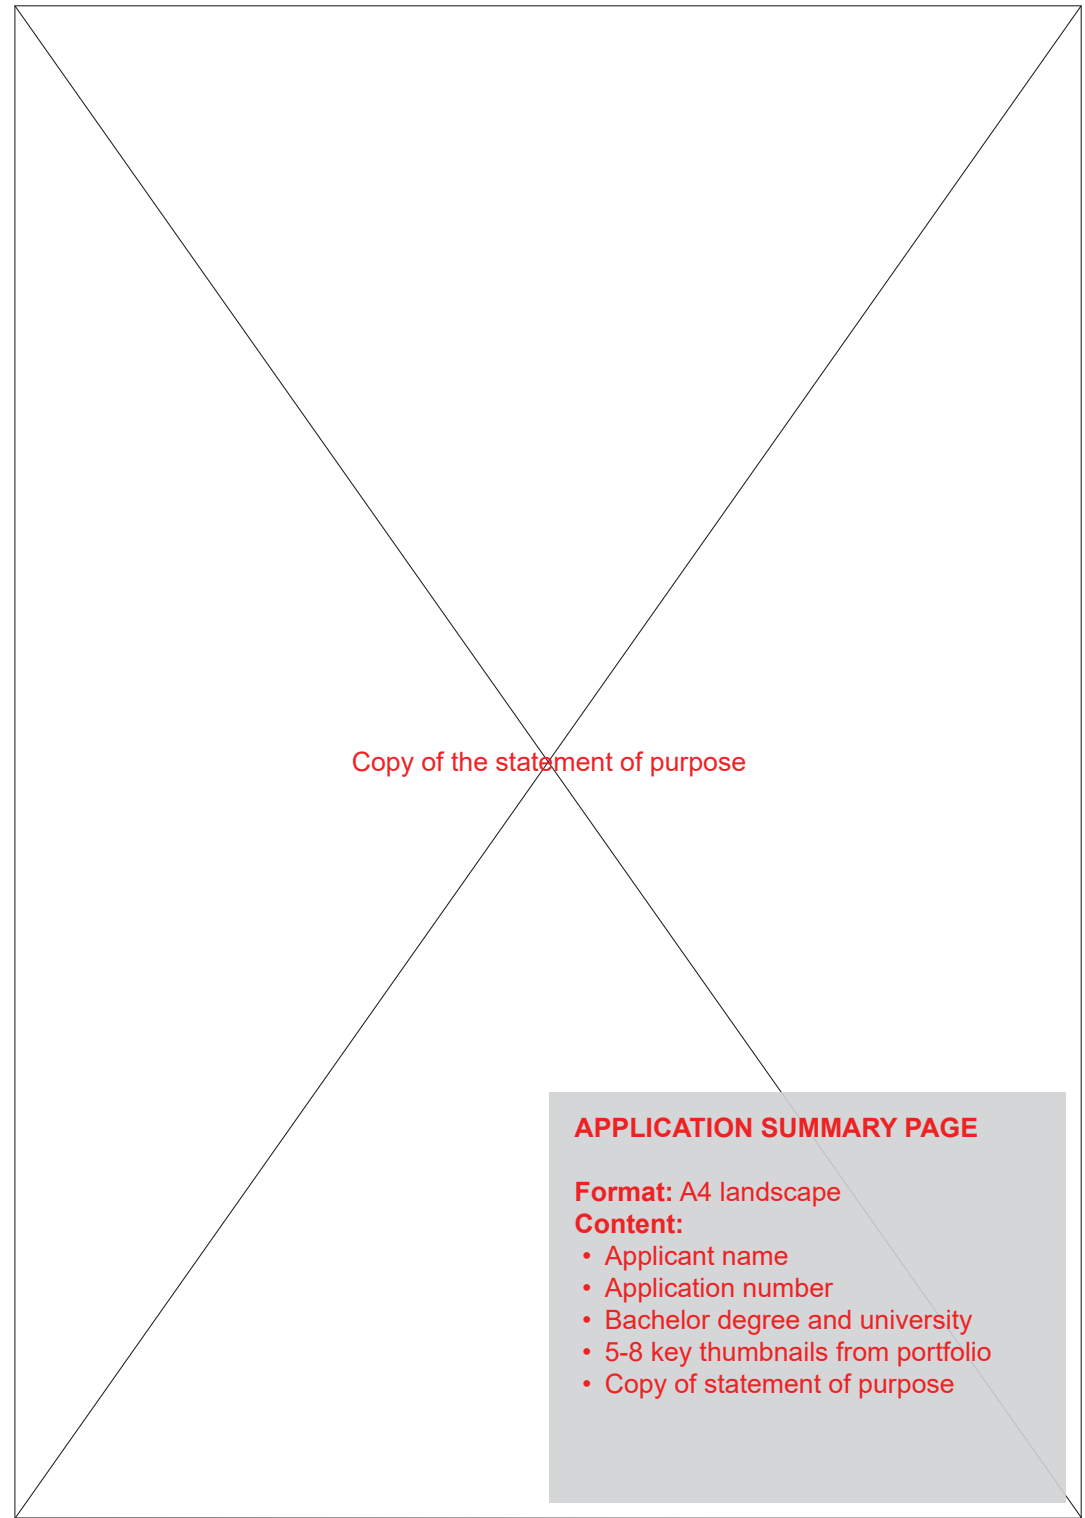 Copy of the statement of purpose
APPLICATION SUMMARY PAGE
Format: A4 landscape
Content:
• Applicant name
• Application number
• Bachelor degree and university
• 5-8 key thumbnails from portfolio
• Copy of statement of purpose